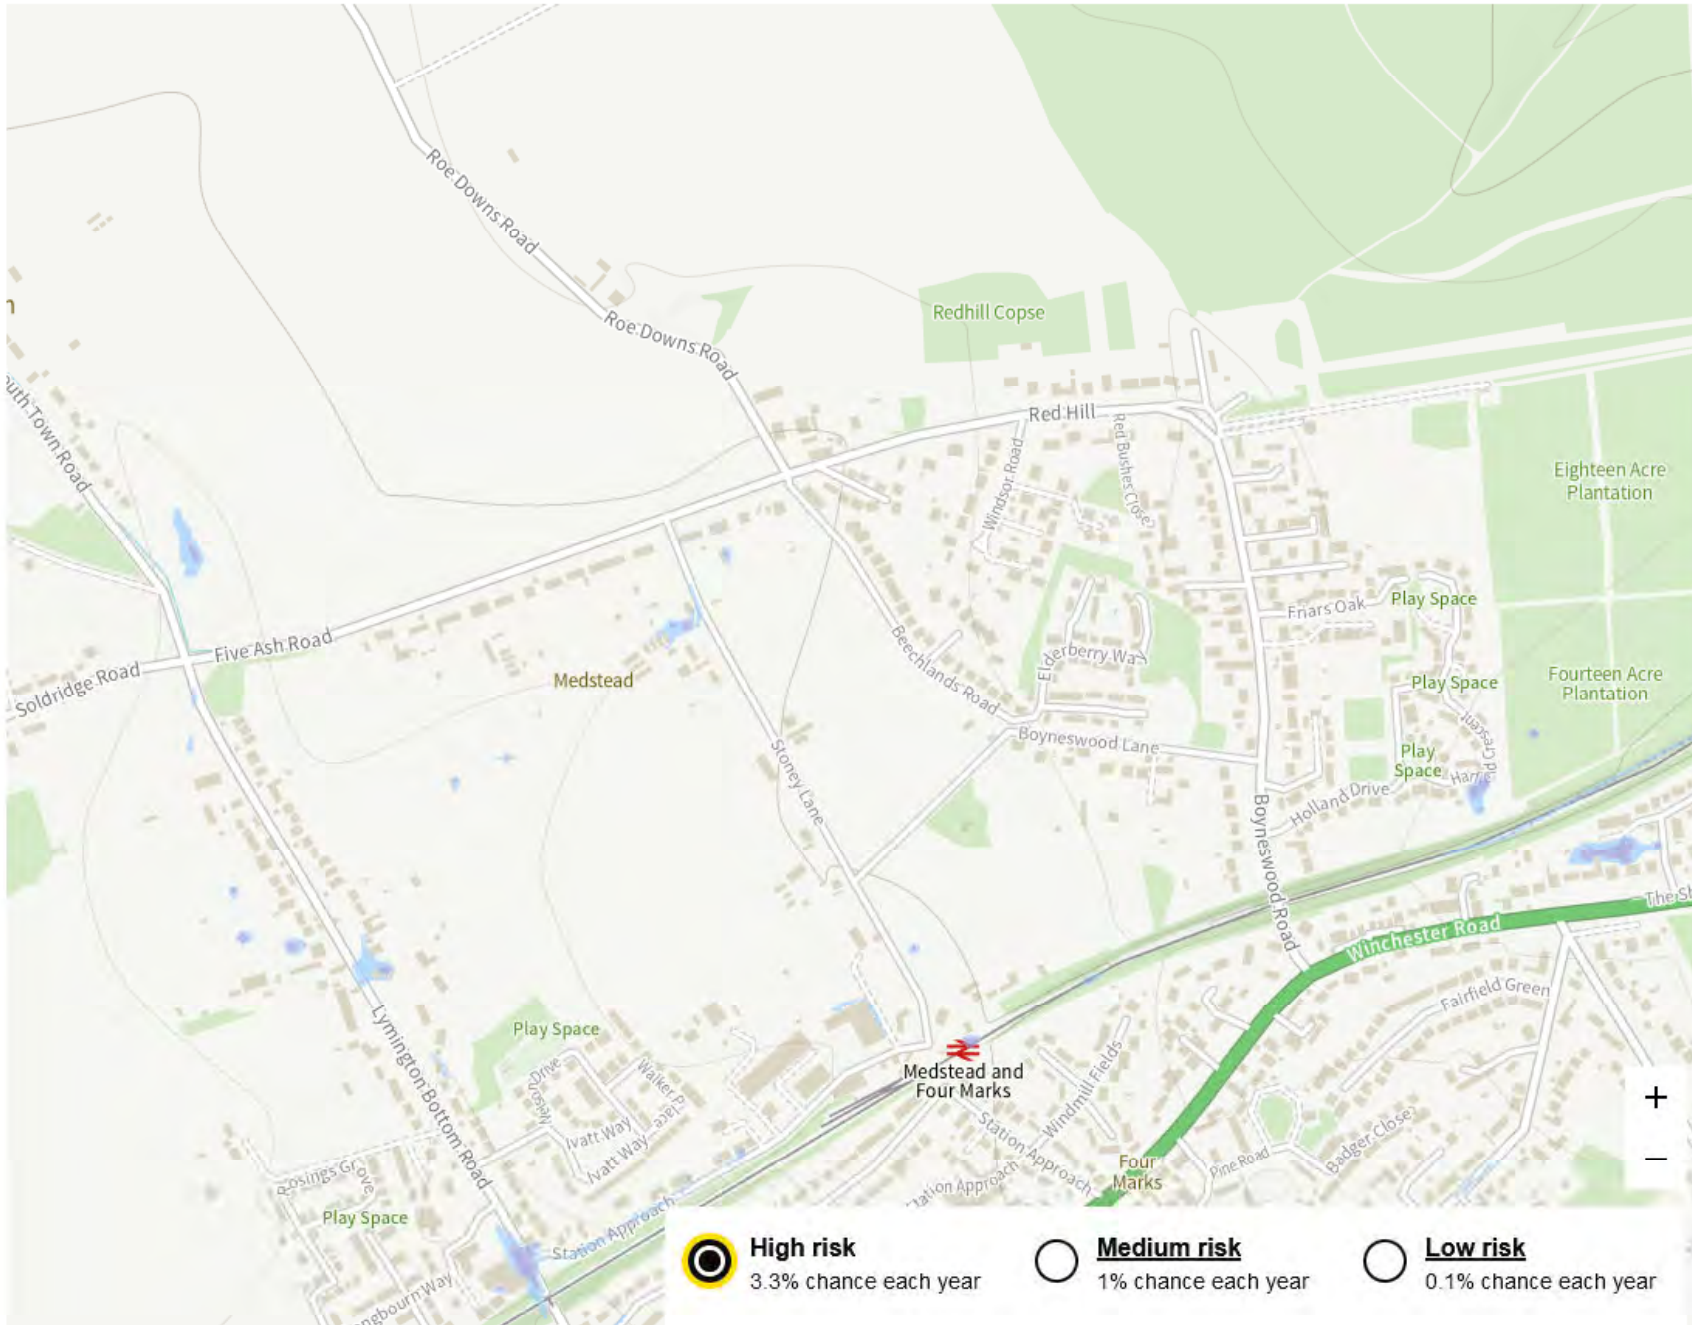 Roe Downs Road
Redhill Copse
Roe Downs Road
Red Hill
Red Bushes Close
Windsor Road
Eighteen Acre
Plantation
Friars Oak
Play Space
Five Ash Road
Soldridge Road
Medstead
Beechlands Road
Elderberry Way
Play Space
Fourteen Acre
Plantation
Boyneswood Lane
Stoney Lane
Play
Space
Holland Drive
Boyneswood Road
Winchester Road
Fairfield Green
Lymington Bottom Road
Play Space
Walker Place
Medstead and
Four Marks
Windmill Fields
Ivatt Way
Ivatt Way
Station Approach
Station Approach
Four
Marks
Pine Road
Badger Close
Rosings Grove
Play Space
Station Approach
+
−
High risk
3.3% chance each year
Medium risk
1% chance each year
Low risk
0.1% chance each year